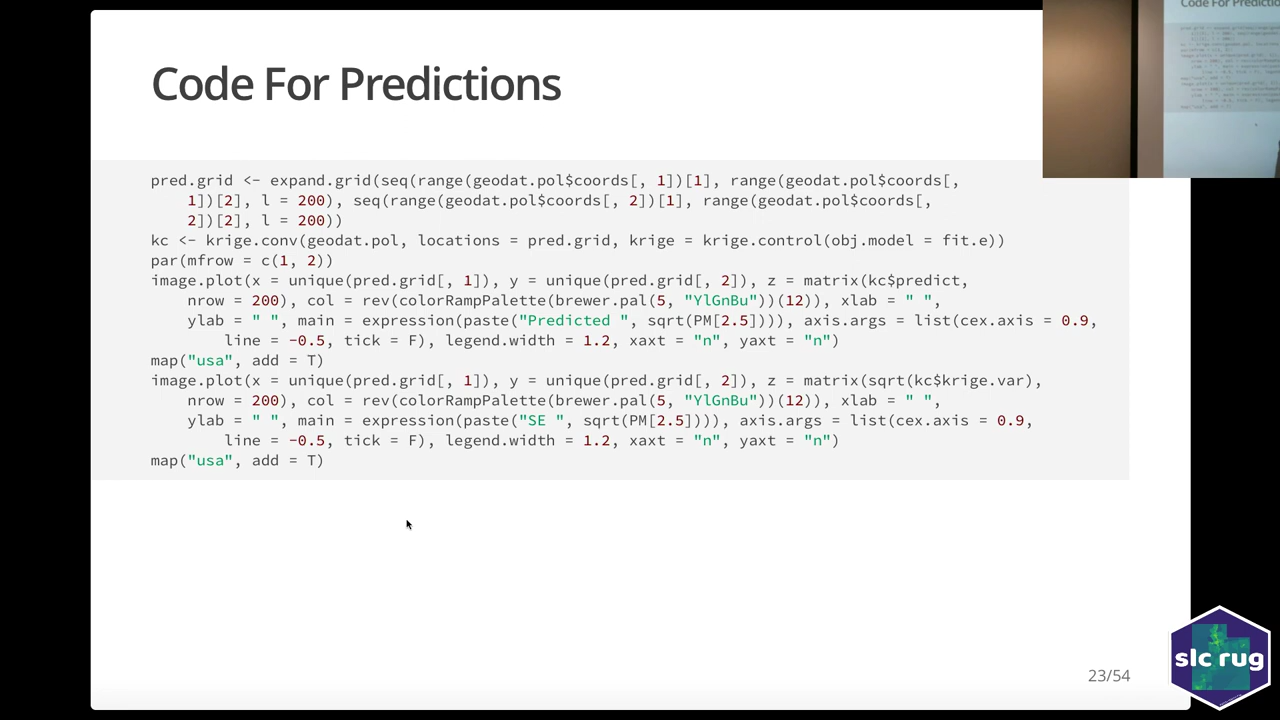 Code For Predictions
pred.grid <- expand.grid(seq(range(geodat.pol$coords[, 1])[1], range(geodat.pol$coords[,
1])[2], l = 200), seq(range(geodat.pol$coords[, 2])[1], range(geodat.pol$coords[,
2])[2], l = 200))
kc <- krige.conv(geodat.pol, locations = pred.grid, krige = krige.control(obj.model = fit.e))
par(mfrow = c(1, 2))
image.plot(x = unique(pred.grid[, 1]), y = unique(pred.grid[, 2]), z = matrix(kc$predict,
nrow = 200), col = rev(colorRampPalette(brewer.pal(5, "YlGnBu"))(12)), xlab = " ",
ylab = " ", main = expression(paste("Predicted ", sqrt(PM[2.5]))), axis.args = list(cex.axis = 0.9,
line = -0.5, tick = F), legend.width = 1.2, xaxt = "n", yaxt = "n")
map("usa", add = T)
image.plot(x = unique(pred.grid[, 1]), y = unique(pred.grid[, 2]), z = matrix(sqrt(kc$krige.var),
nrow = 200), col = rev(colorRampPalette(brewer.pal(5, "YlGnBu"))(12)), xlab = " ",
ylab = " ", main = expression(paste("SE ", sqrt(PM[2.5]))), axis.args = list(cex.axis = 0.9,
line = -0.5, tick = F), legend.width = 1.2, xaxt = "n", yaxt = "n")
map("usa", add = T)
23/54
slc rug
Code For Predictio